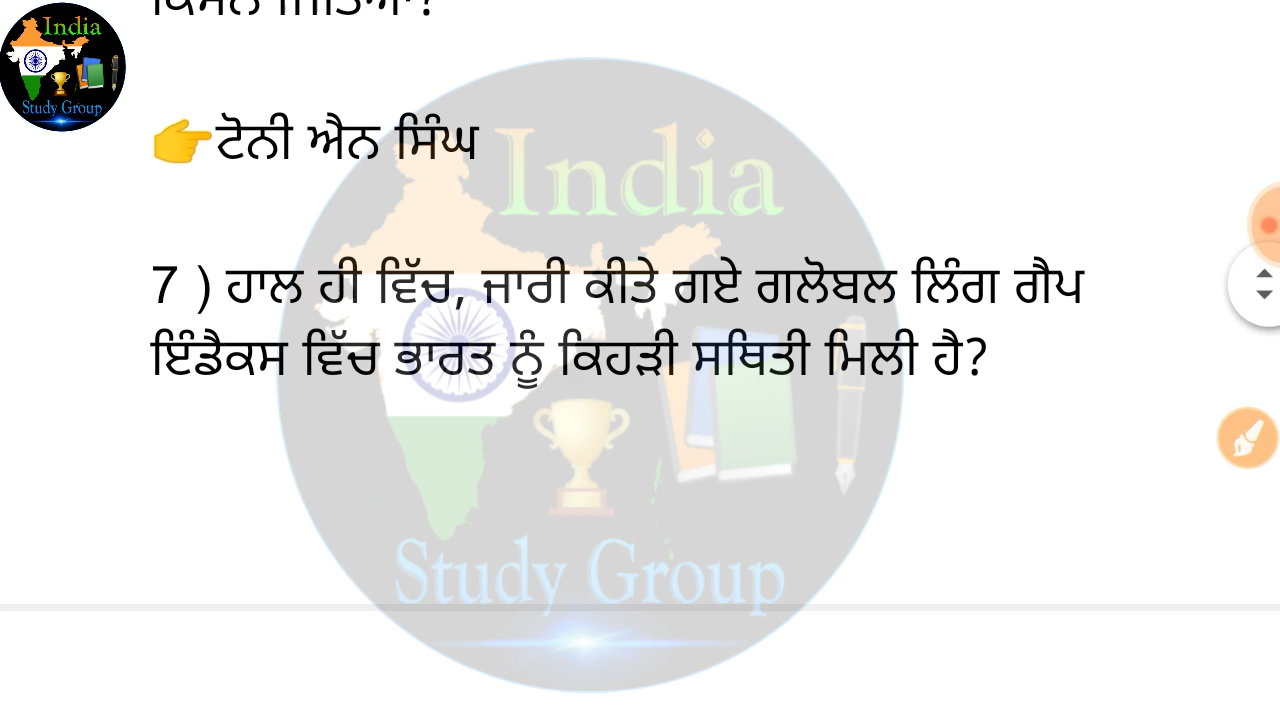 India
Study Group
👉ਟੋਨੀ ਐਨ ਸਿੰਘ
India
7 ) ਹਾਲ ਹੀ ਵਿੱਚ, ਜਾਰੀ ਕੀਤੇ ਗਏ ਗਲੋਬਲ ਲਿੰਗ ਗੈਪ
ਇੰਡੈਕਸ ਵਿੱਚ ਭਾਰਤ ਨੂੰ ਕਿਹੜੀ ਸਥਿਤੀ ਮਿਲੀ ਹੈ?
Study Group